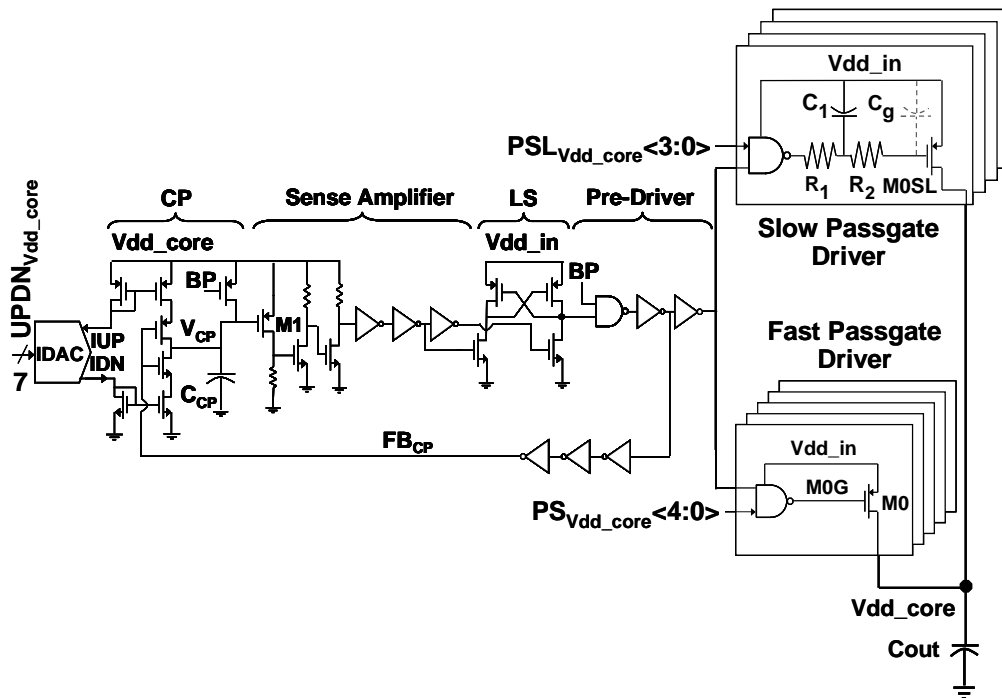 Vdd_in
C1
Cg
PSLVdd_core<3:0>
R1
R2
M0SL
CP
Sense Amplifier
LS
Pre-Driver
Slow Passgate
Driver
UPDNVdd_core
Vdd_core
Vdd_in
BP
BP
IUP
VCP
M1
IDAC
IDN
7
CCP
Fast Passgate
Driver
FBCP
Vdd_in
M0G
M0
PSVdd_core<4:0>
Vdd_core
Cout